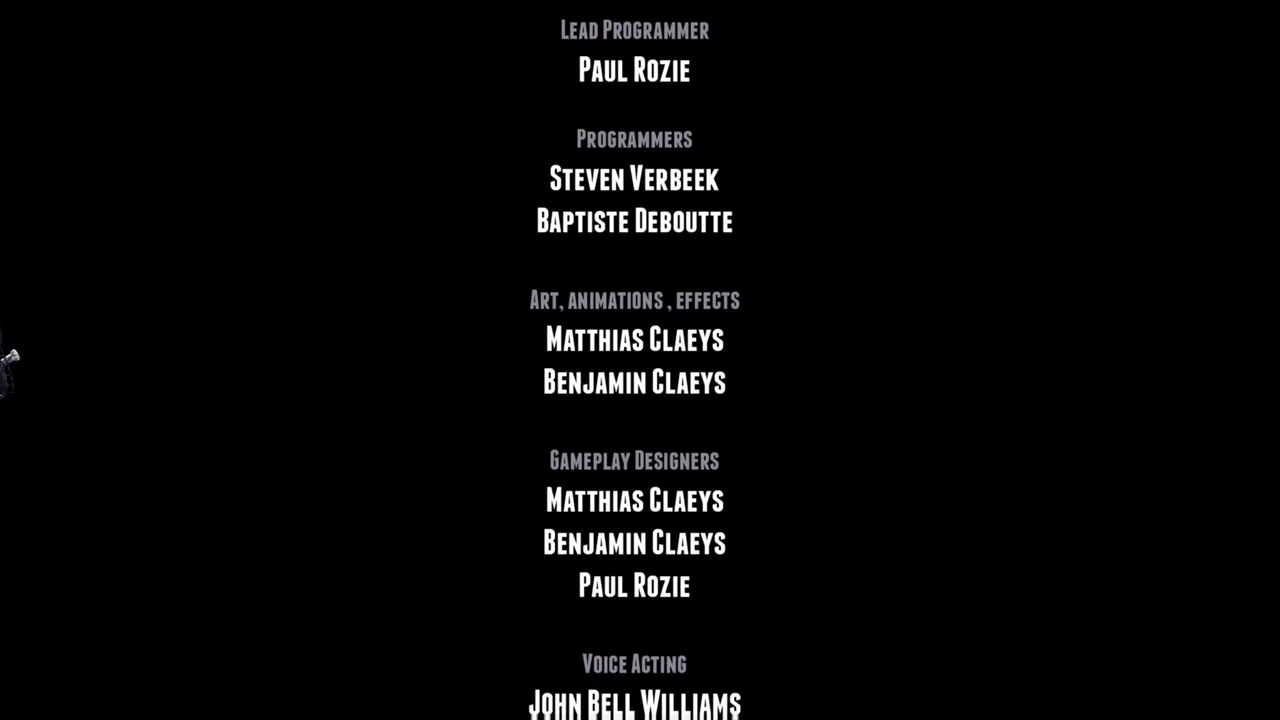 Lead Programmer
Paul Rozie
Programmers
Steven Verbeek
Baptiste Deboutte
Art, animations , effects
Matthias Claeys
Benjamin Claeys
Gameplay Designers
Matthias Claeys
Benjamin Claeys
Paul Rozie
Voice Acting
John Bell Williams